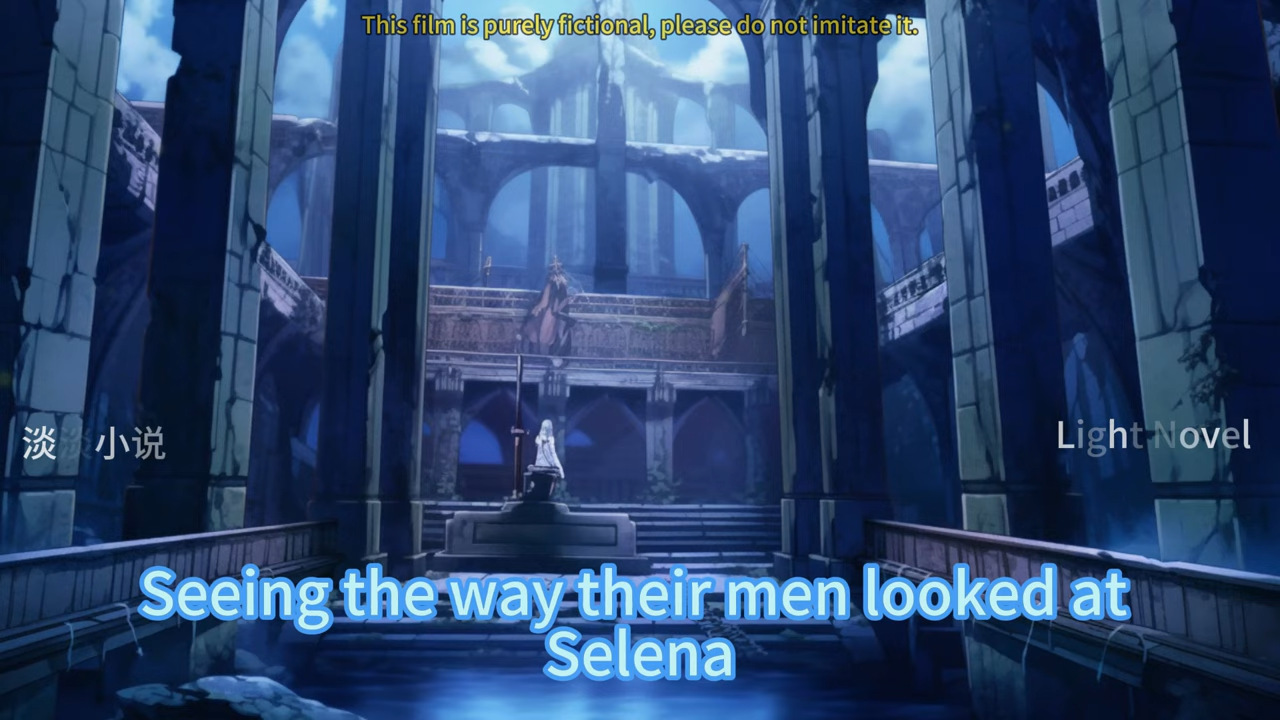 This film is purely fictional, please do not imitate it.
淡淡小说
Light Novel
Seeing the way their men looked at
Selena